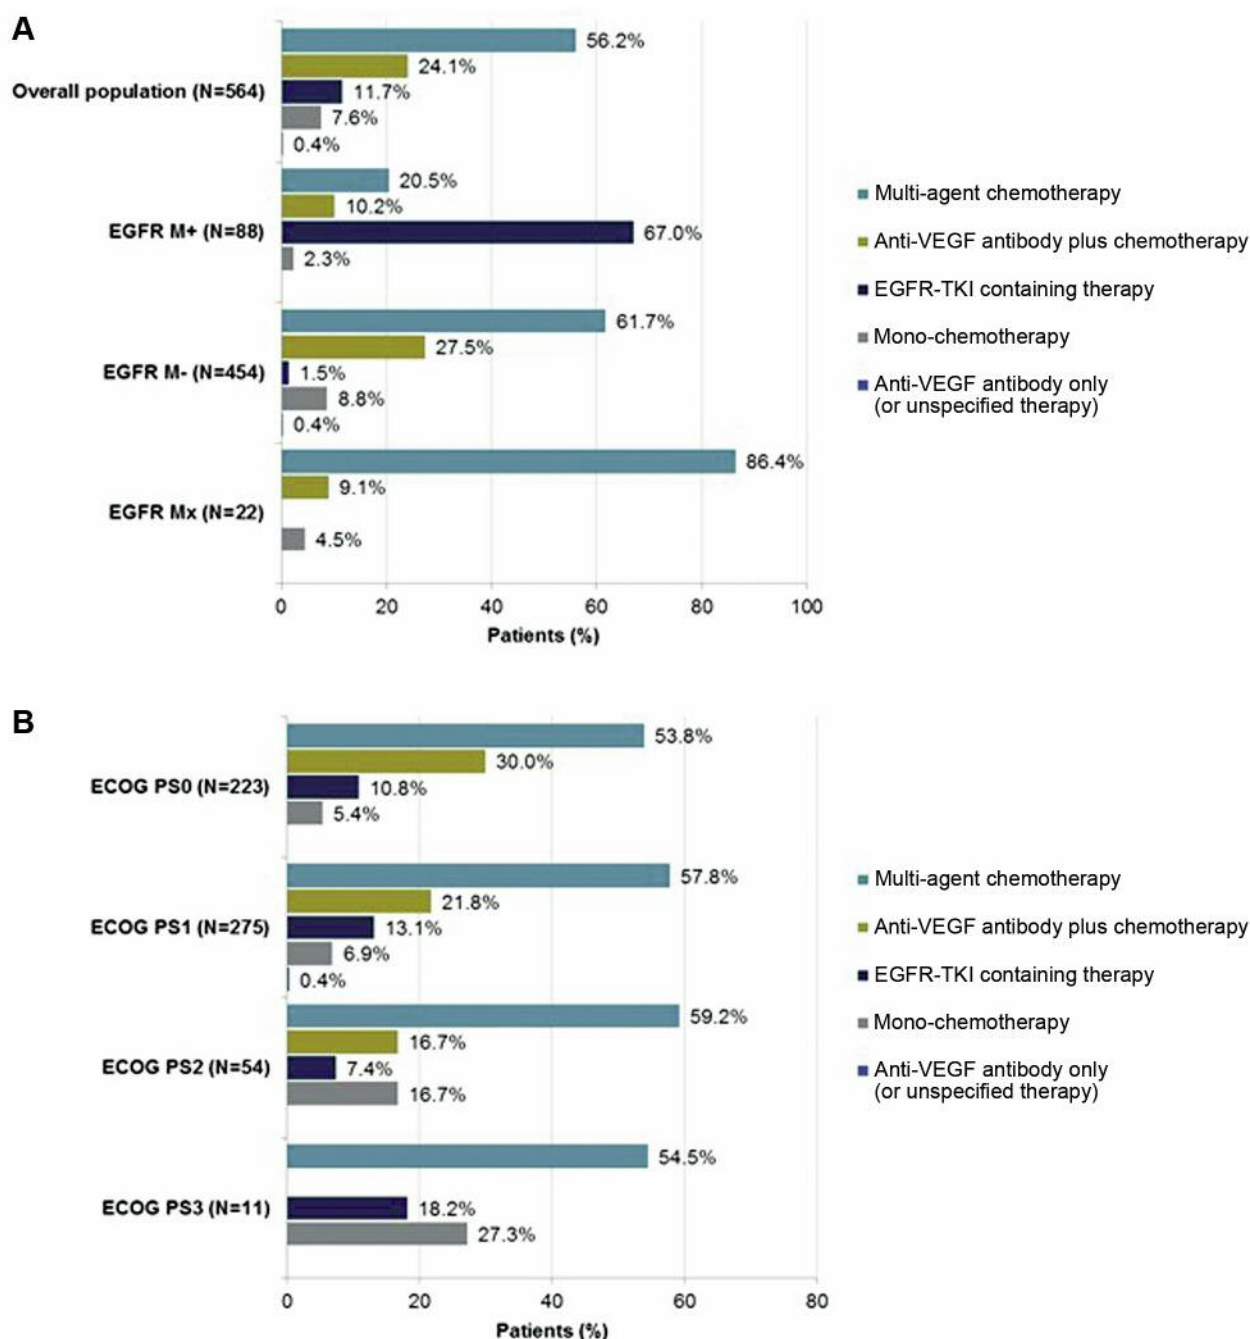 A
Overall population (N=564)
56.2%
24.1%
11.7%
7.6%
0.4%
EGFR M+ (N=88)
20.5%
10.2%
67.0%
2.3%
EGFR M- (N=454)
61.7%
27.5%
1.5%
8.8%
0.4%
EGFR Mx (N=22)
86.4%
9.1%
4.5%
0 20 40 60 80 100
Patients (%)
Multi-agent chemotherapy
Anti-VEGF antibody plus chemotherapy
EGFR-TKI containing therapy
Mono-chemotherapy
Anti-VEGF antibody only
(or unspecified therapy)
B
ECOG PS0 (N=223)
53.8%
30.0%
10.8%
5.4%
ECOG PS1 (N=275)
57.8%
21.8%
13.1%
6.9%
0.4%
ECOG PS2 (N=54)
59.2%
16.7%
7.4%
16.7%
ECOG PS3 (N=11)
54.5%
18.2%
27.3%
0 20 40 60 80
Patients (%)
Multi-agent chemotherapy
Anti-VEGF antibody plus chemotherapy
EGFR-TKI containing therapy
Mono-chemotherapy
Anti-VEGF antibody only
(or unspecified therapy)